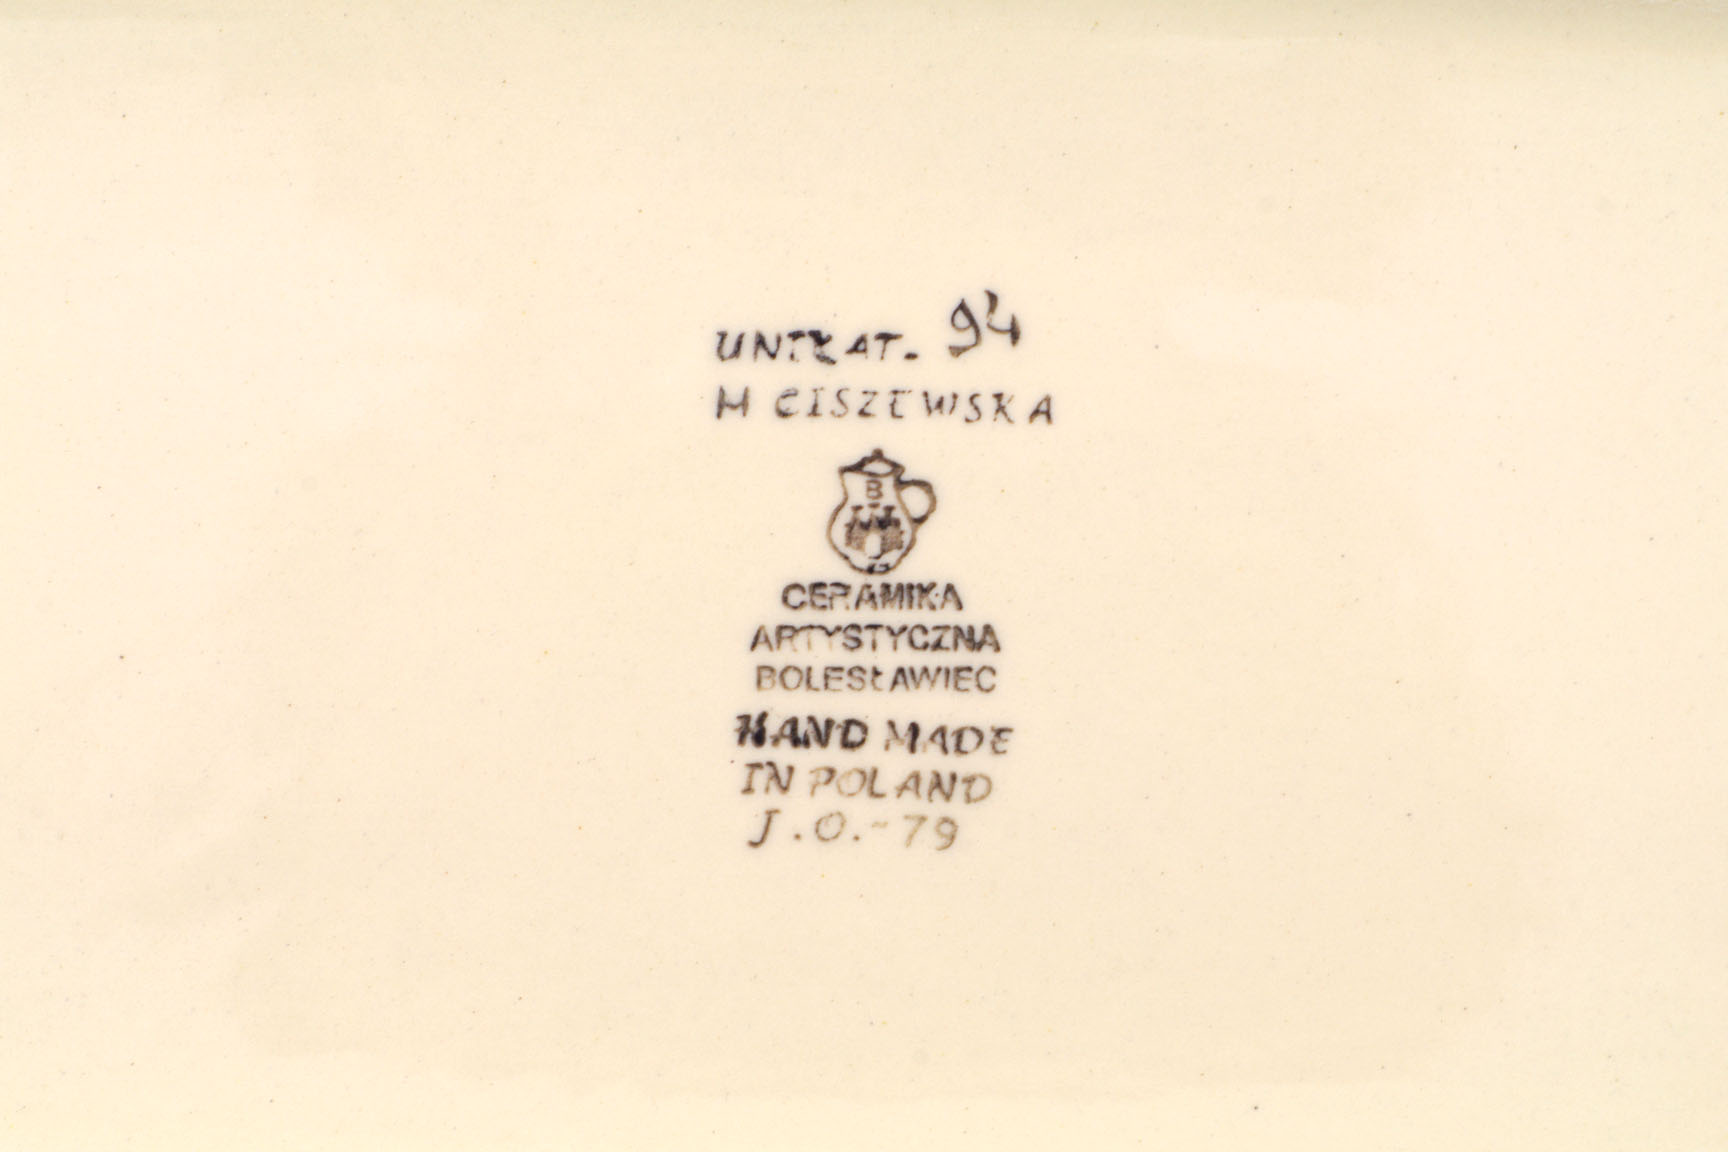 UNIKAT. 94
M CISZEWSKA
B
CERAMIKA
ARTYSTYCZNA
BOLESŁAWIEC
HAND MADE
IN POLAND
J.O.-79